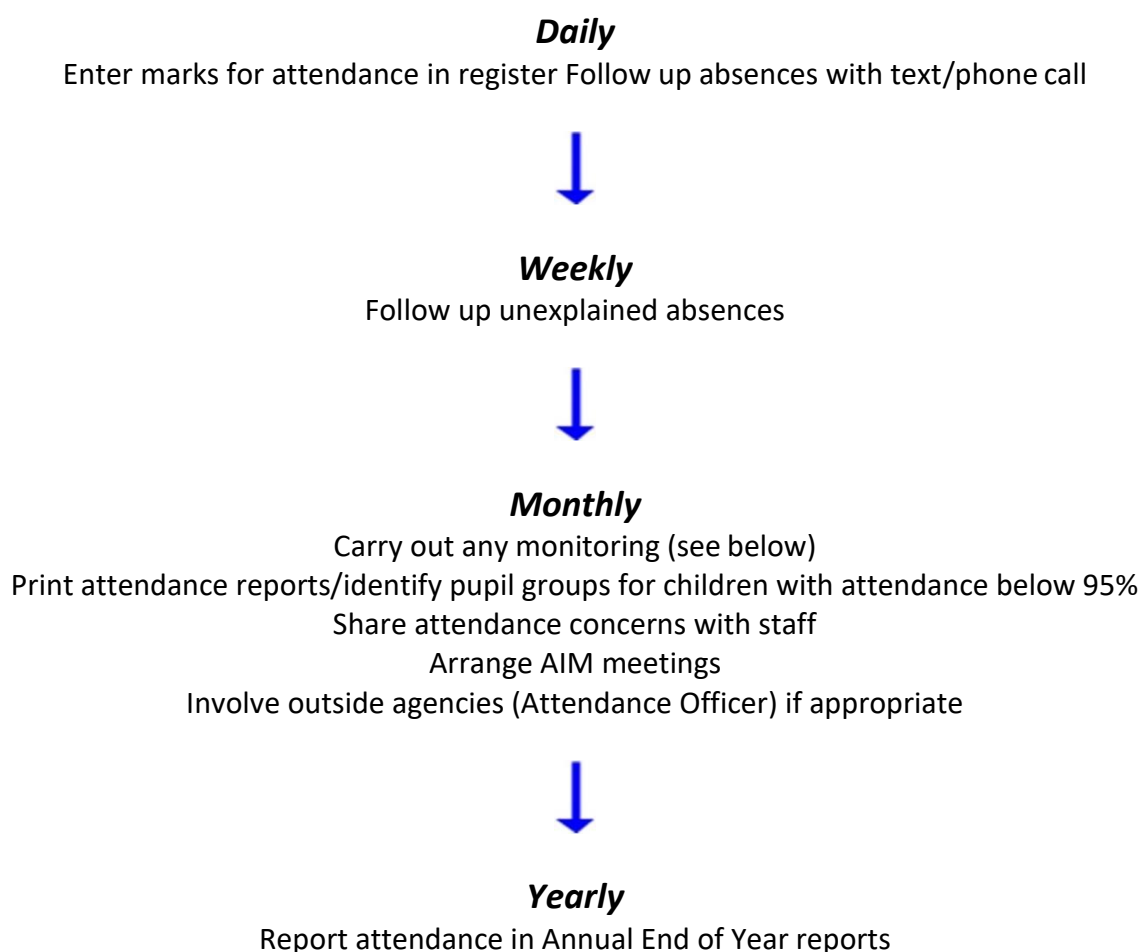 Daily
Enter marks for attendance in register Follow up absences with text/phone call
Weekly
Follow up unexplained absences
Monthly
Carry out any monitoring (see below)
Print attendance reports/identify pupil groups for children with attendance below 95%
Share attendance concerns with staff
Arrange AIM meetings
Involve outside agencies (Attendance Officer) if appropriate
Yearly
Report attendance in Annual End of Year reports